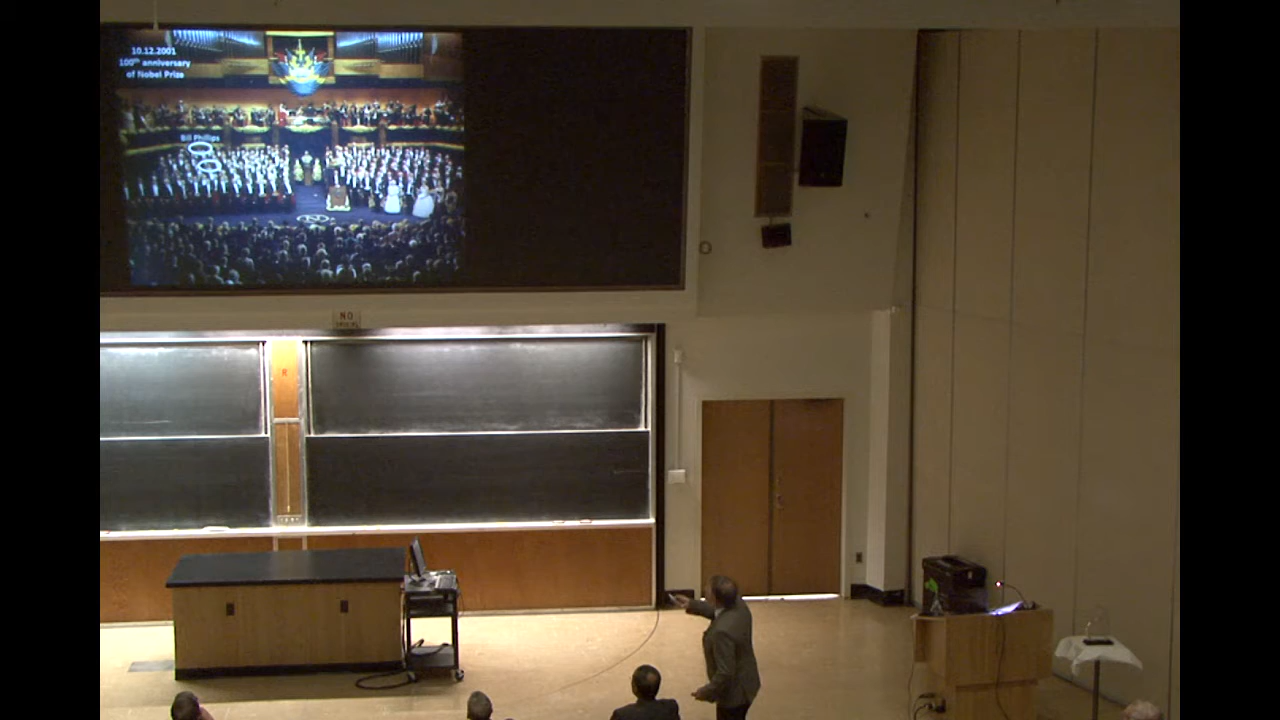 10.12.2001
100th anniversary
of Nobel Prize
Bill Phillips
NO
R